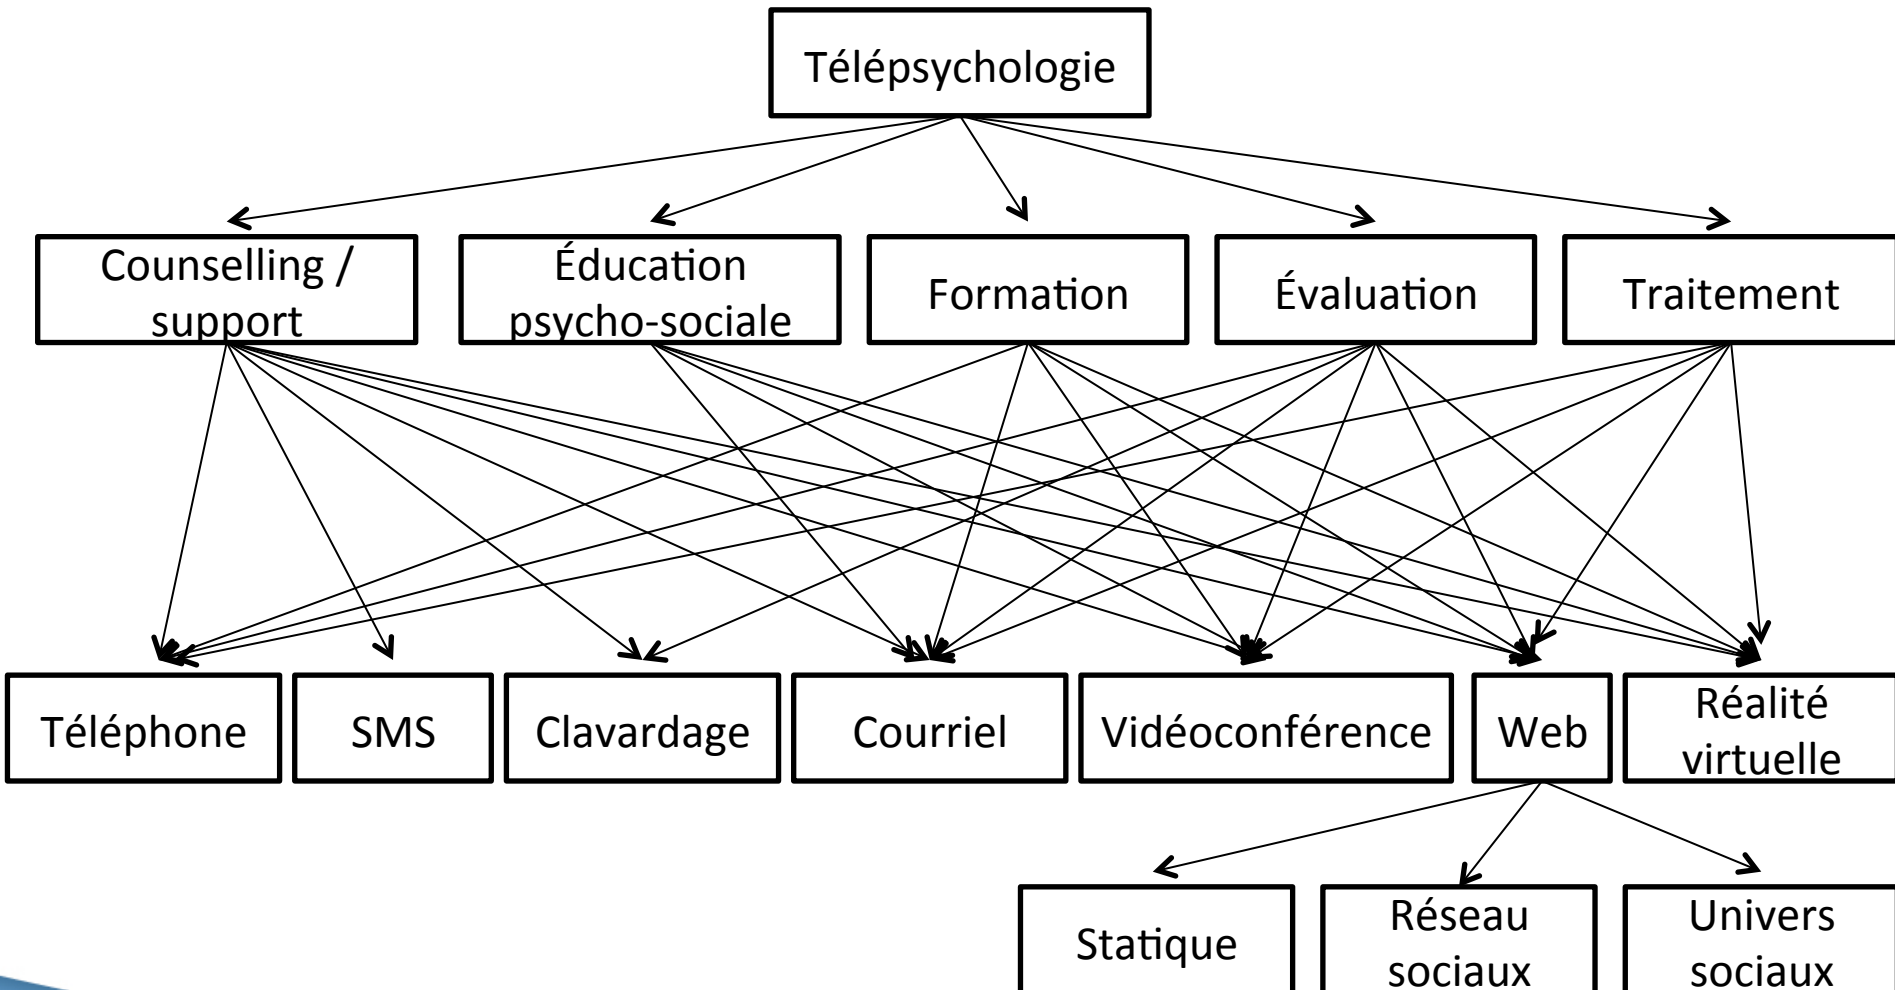 Télépsychologie
Counselling /
support
Éducation
psycho-sociale
Formation
Évaluation
Traitement
Téléphone
SMS
Clavardage
Courriel
Vidéoconférence
Web
Réalité
virtuelle
Statique
Réseau
sociaux
Univers
sociaux